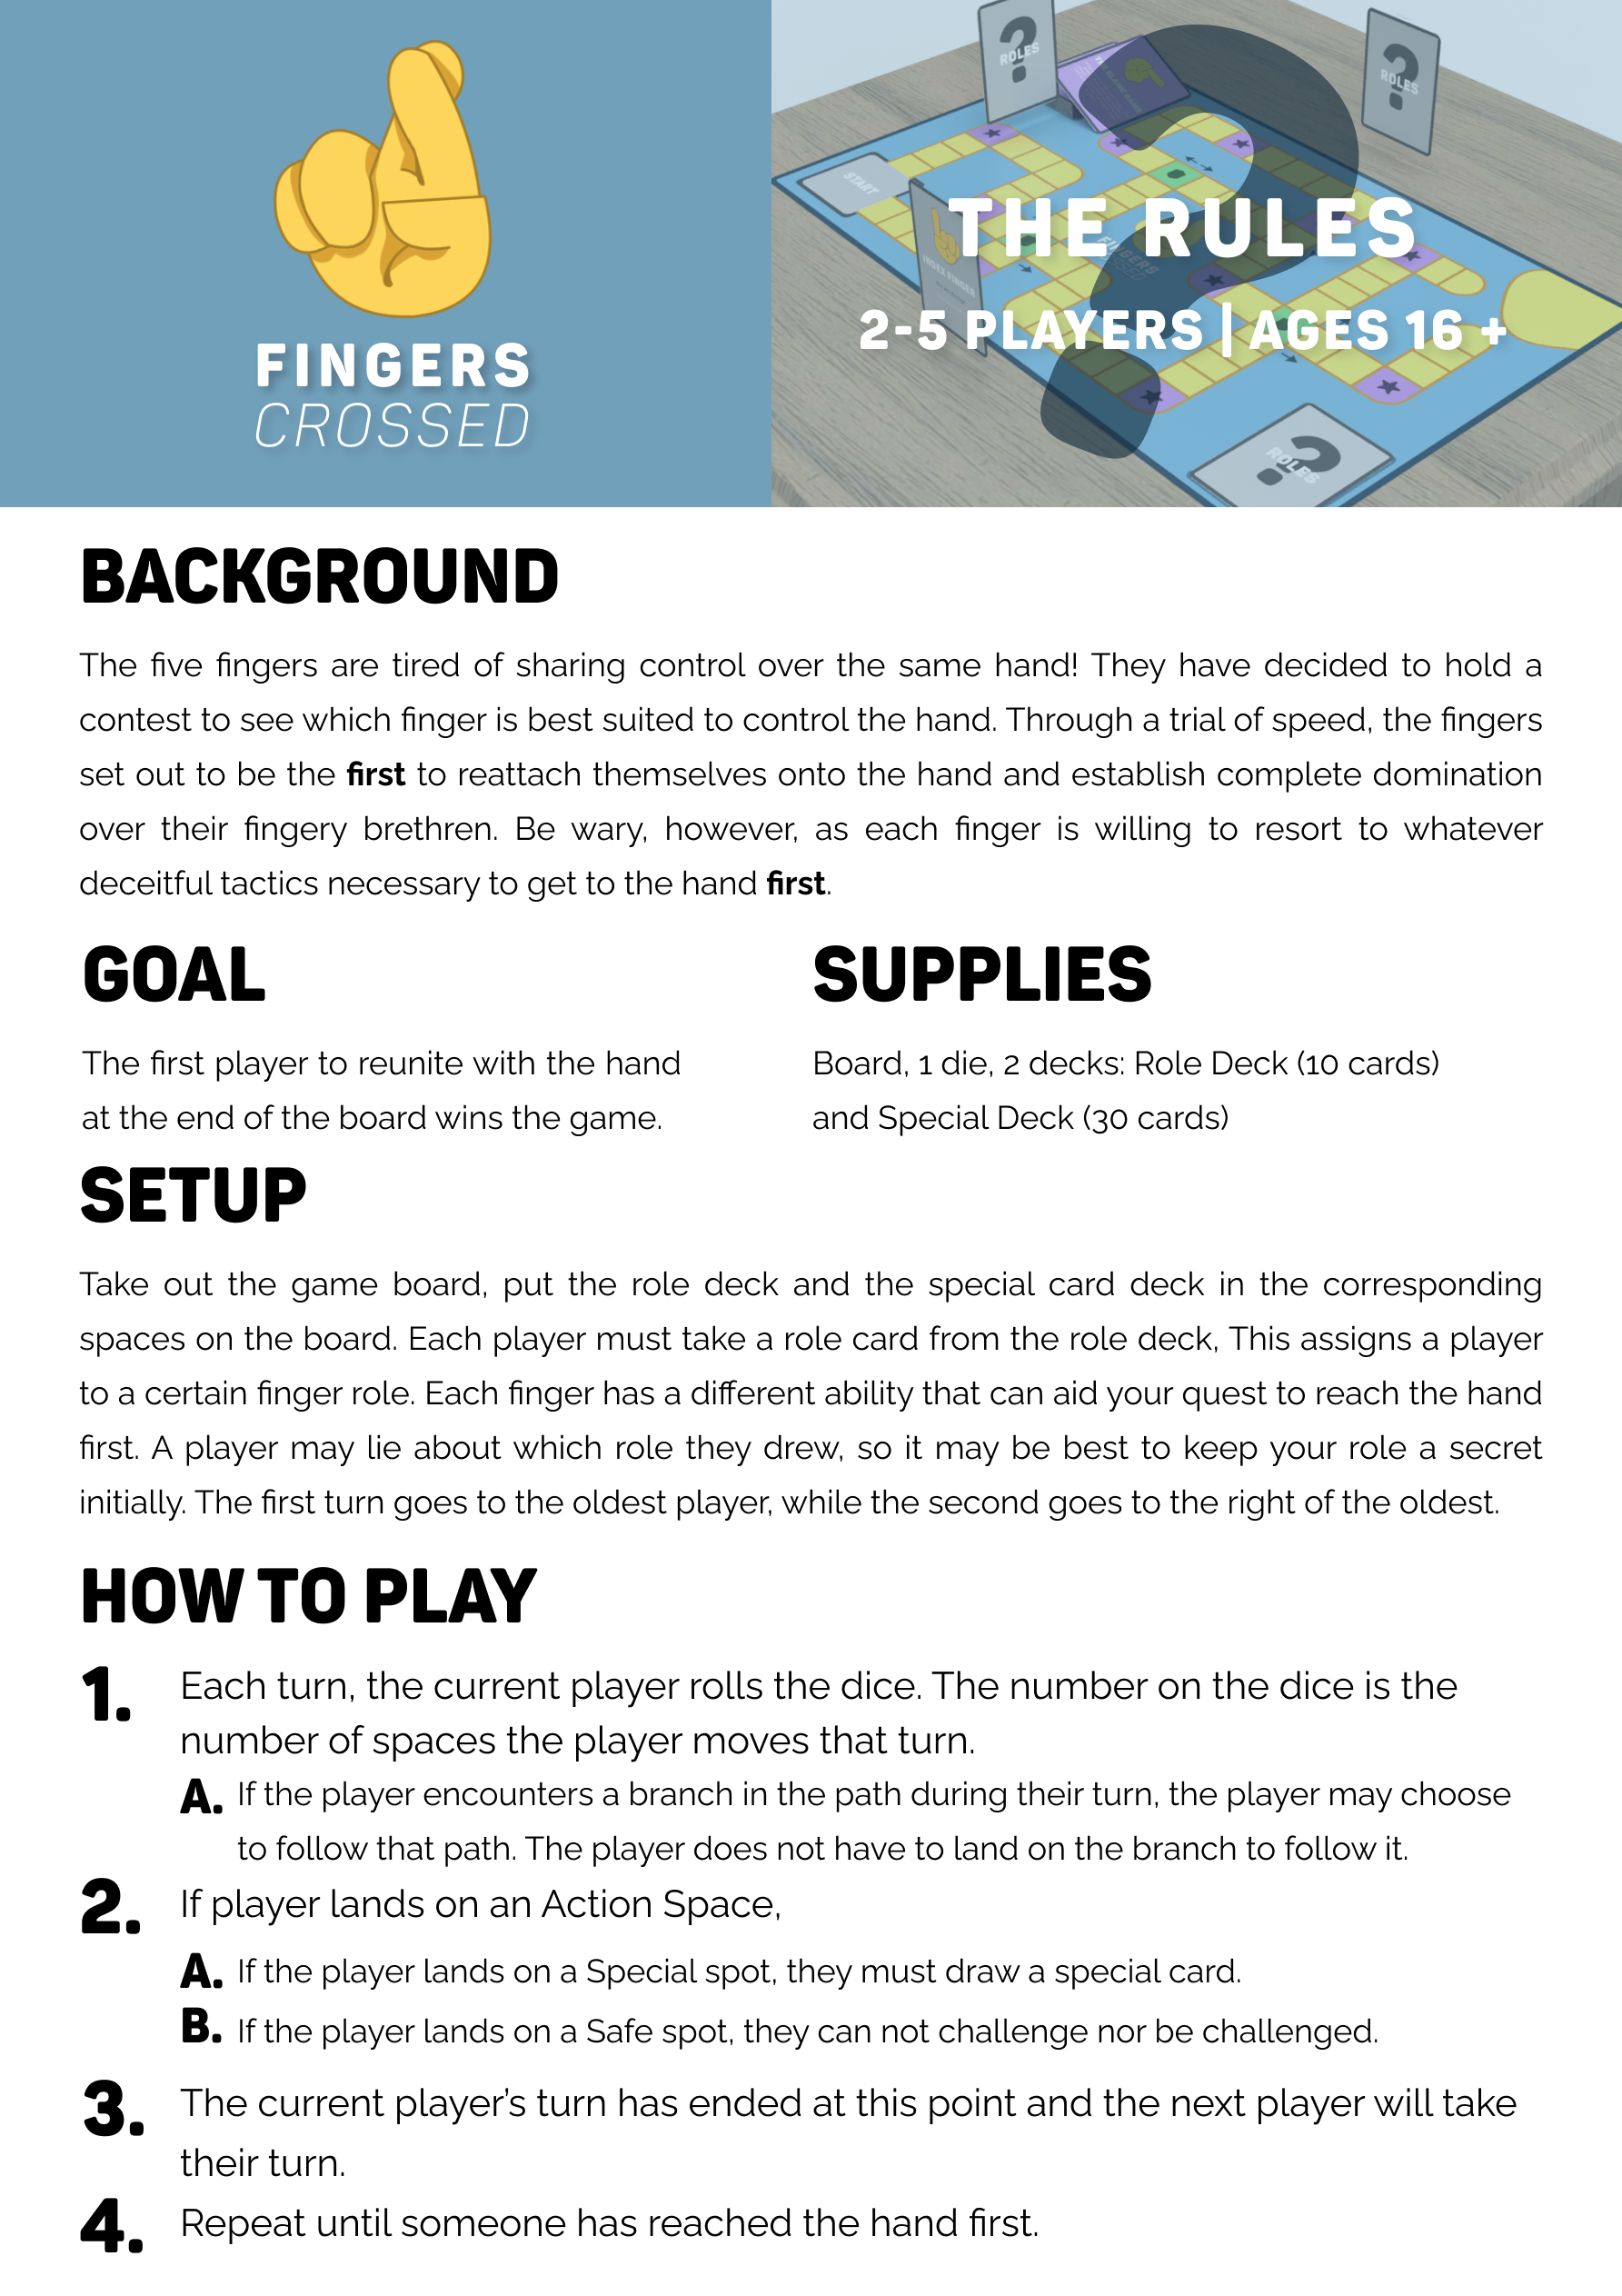 FINGERS
CROSSED
ROLES
ROLES
START
INDEX FINGER
FINGERS
CROSSED
ROLES
THE RULES
2-5 PLAYERS | AGES 16 +
BACKGROUND
The five fingers are tired of sharing control over the same hand! They have decided to hold a
contest to see which finger is best suited to control the hand. Through a trial of speed, the fingers
set out to be the first to reattach themselves onto the hand and establish complete domination
over their fingery brethren. Be wary, however, as each finger is willing to resort to whatever
deceitful tactics necessary to get to the hand first.
GOAL
The first player to reunite with the hand
at the end of the board wins the game.
SUPPLIES
Board, 1 die, 2 decks: Role Deck (10 cards)
and Special Deck (30 cards)
SETUP
Take out the game board, put the role deck and the special card deck in the corresponding
spaces on the board. Each player must take a role card from the role deck, This assigns a player
to a certain finger role. Each finger has a different ability that can aid your quest to reach the hand
first. A player may lie about which role they drew, so it may be best to keep your role a secret
initially. The first turn goes to the oldest player, while the second goes to the right of the oldest.
HOW TO PLAY
1. Each turn, the current player rolls the dice. The number on the dice is the
number of spaces the player moves that turn.
A. If the player encounters a branch in the path during their turn, the player may choose
to follow that path. The player does not have to land on the branch to follow it.
2. If player lands on an Action Space,
A. If the player lands on a Special spot, they must draw a special card.
B. If the player lands on a Safe spot, they can not challenge nor be challenged.
3. The current player's turn has ended at this point and the next player will take
their turn.
4. Repeat until someone has reached the hand first.